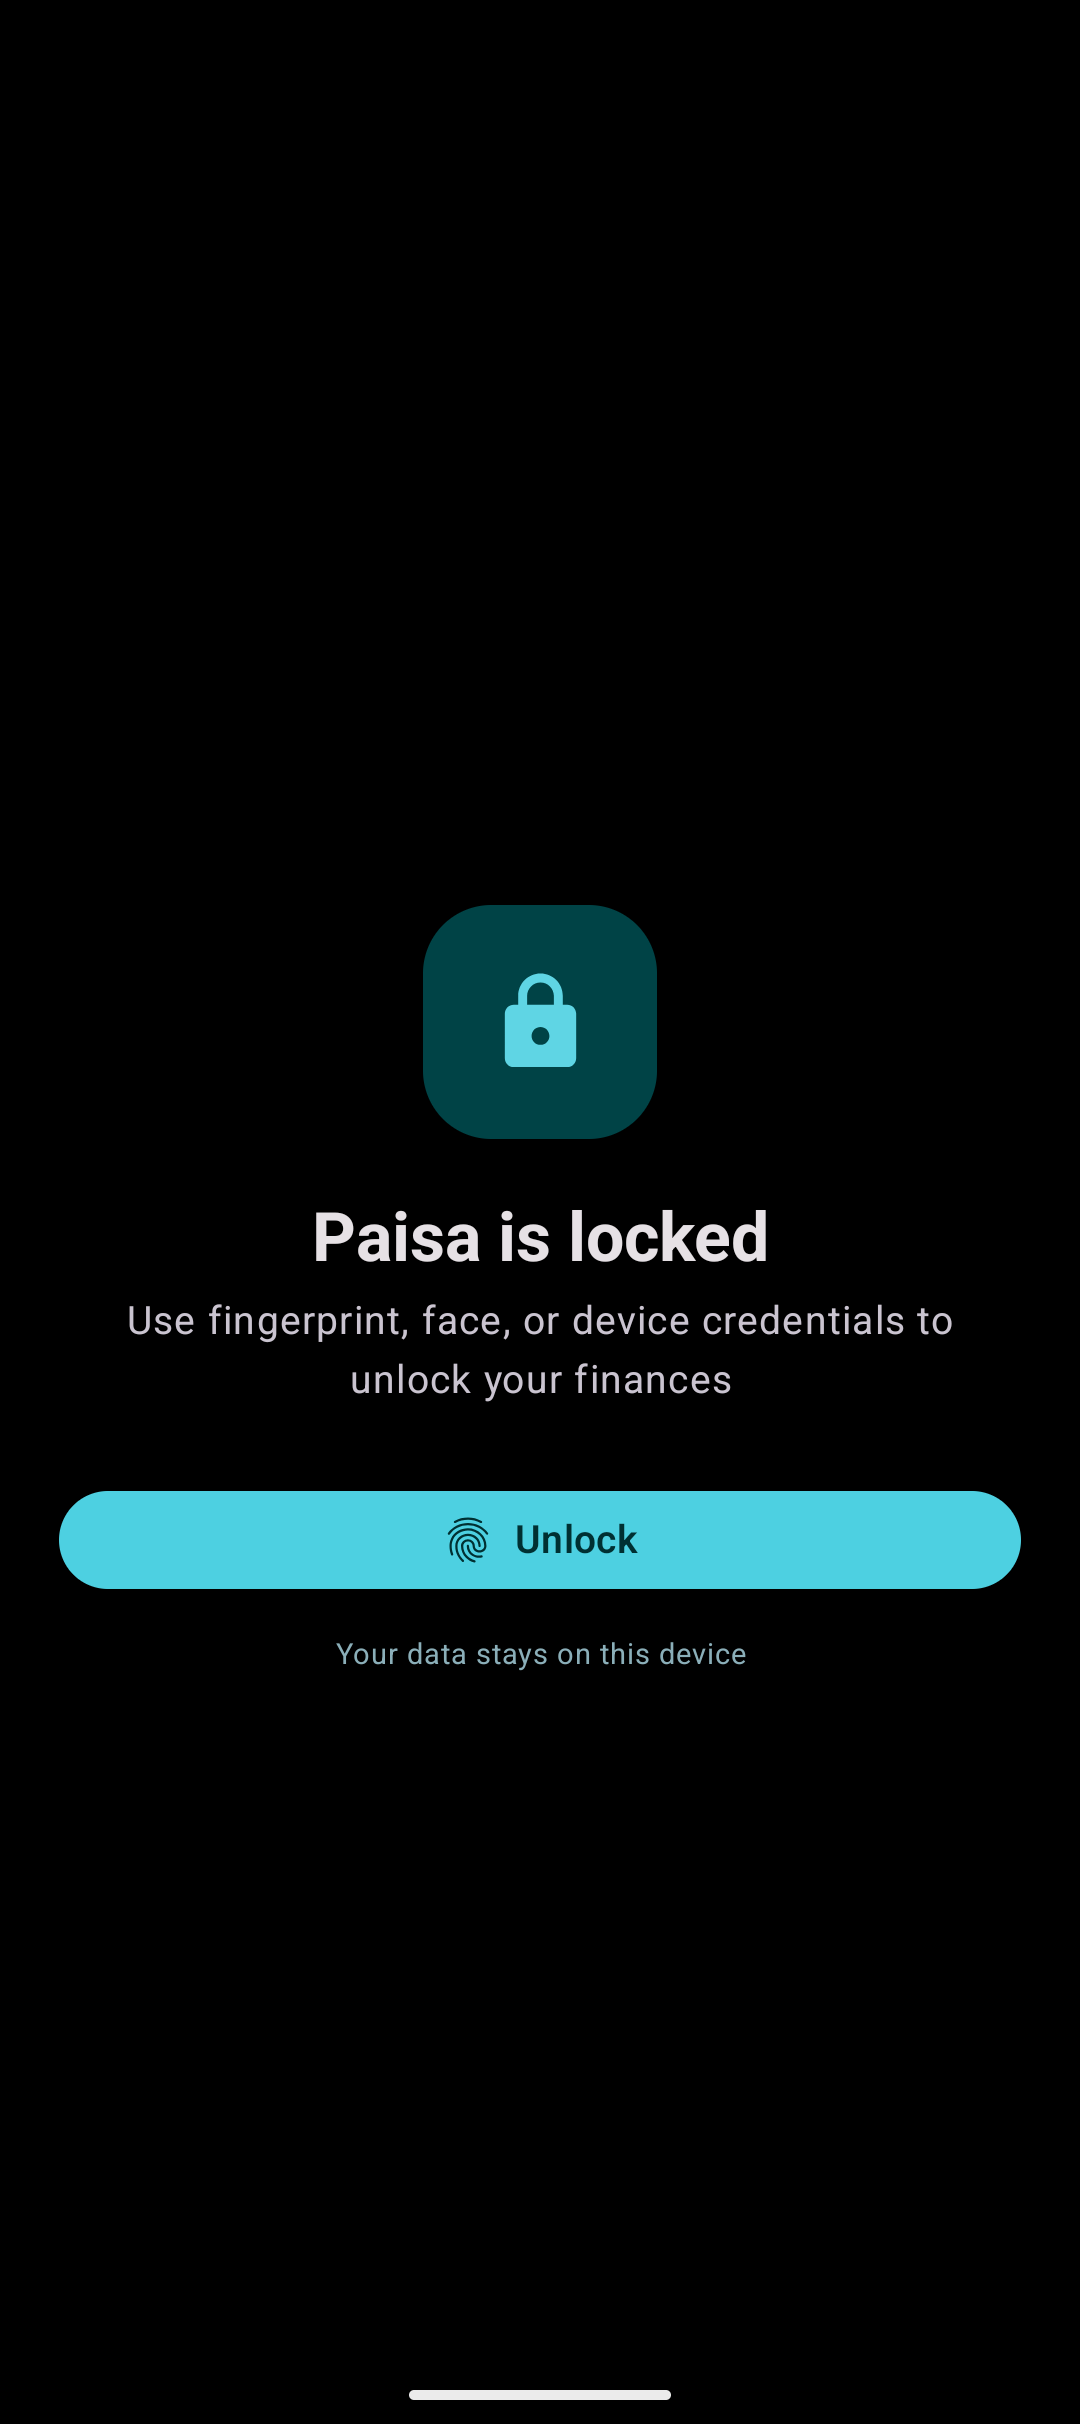 Paisa is locked
Use fingerprint, face, or device credentials to
unlock your finances
Unlock
Your data stays on this device